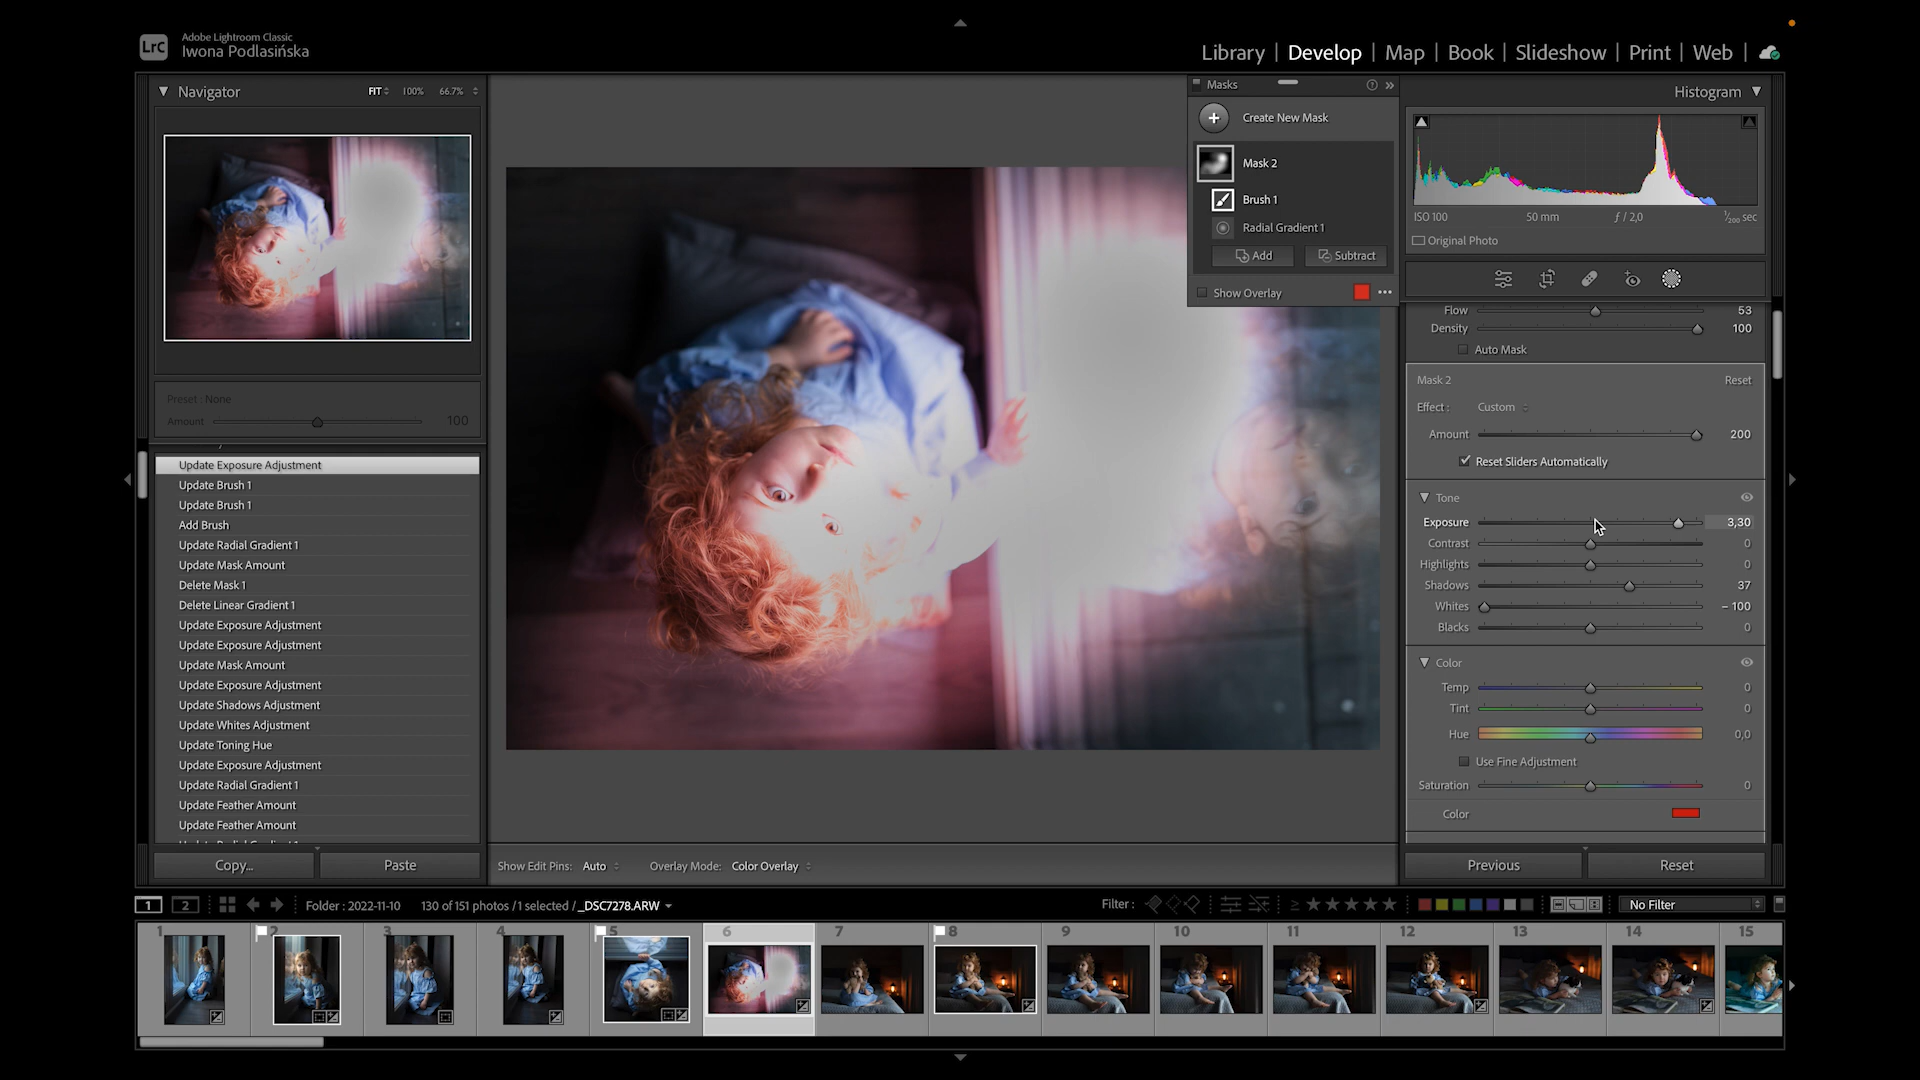 Adobe Lightroom Classic
LrC
Iwona Podlasińska
Library | Develop | Map | Book | Slideshow | Print | Web
Navigator
FIT 100% 66.7%
Preset : None
Amount 100
Update Exposure Adjustment
Update Brush 1
Update Brush 1
Add Brush
Update Radial Gradient 1
Update Mask Amount
Delete Mask 1
Delete Linear Gradient 1
Update Exposure Adjustment
Update Exposure Adjustment
Update Mask Amount
Update Exposure Adjustment
Update Shadows Adjustment
Update Whites Adjustment
Update Toning Hue
Update Exposure Adjustment
Update Radial Gradient 1
Update Feather Amount
Update Feather Amount
Copy... Paste
Masks
Create New Mask
Mask 2
Brush 1
Radial Gradient 1
Add Subtract
Show Overlay
Show Edit Pins: Auto Overlay Mode: Color Overlay
Histogram
ISO 100 50 mm ƒ / 2,0 1/200 sec
Original Photo
Flow 53
Density 100
Auto Mask
Mask 2 Reset
Effect : Custom
Amount 200
Reset Sliders Automatically
Tone
Exposure 3,30
Contrast 0
Highlights 0
Shadows 37
Whites – 100
Blacks 0
Color
Temp 0
Tint 0
Hue 0,0
Use Fine Adjustment
Saturation 0
Color
Previous Reset
1 2 Folder : 2022-11-10 130 of 151 photos / 1 selected / _DSC7278.ARW Filter : No Filter
1 2 3 4 5 6 7 8 9 10 11 12 13 14 15